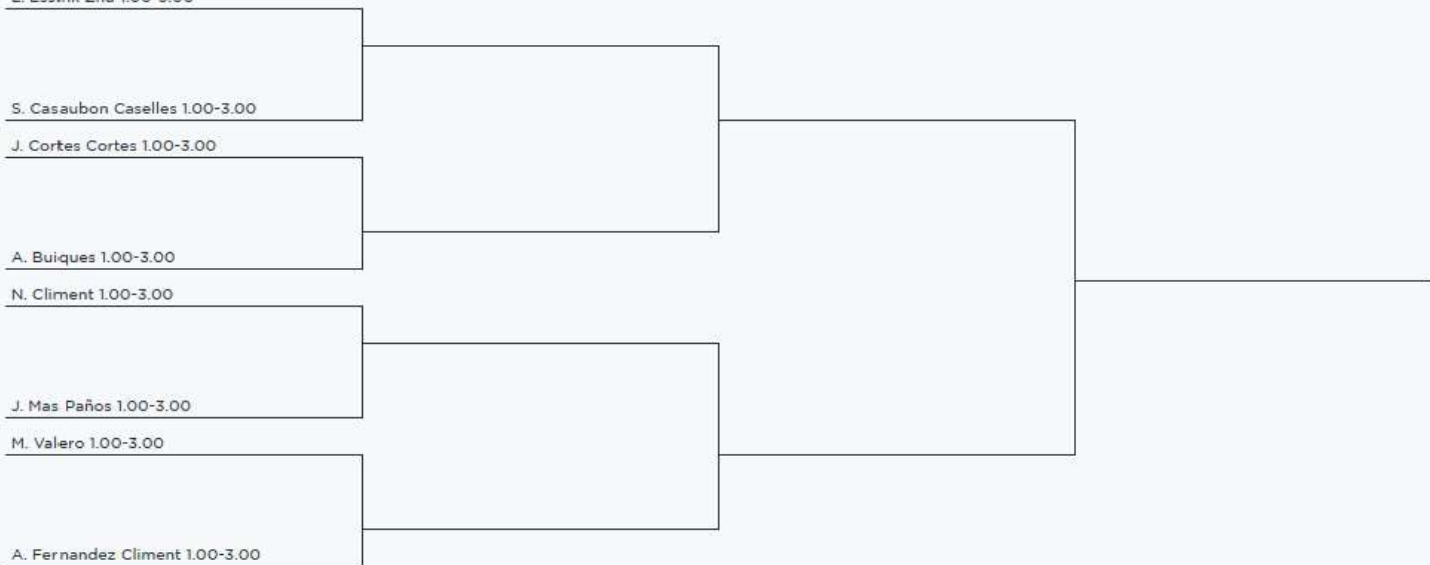 S. Casaubon Caselles 1.00-3.00
J. Cortes Cortes 1.00-3.00
A. Buiques 1.00-3.00
N. Climent 1.00-3.00
J. Mas Paños 1.00-3.00
M. Valero 1.00-3.00
A. Fernandez Climent 1.00-3.00